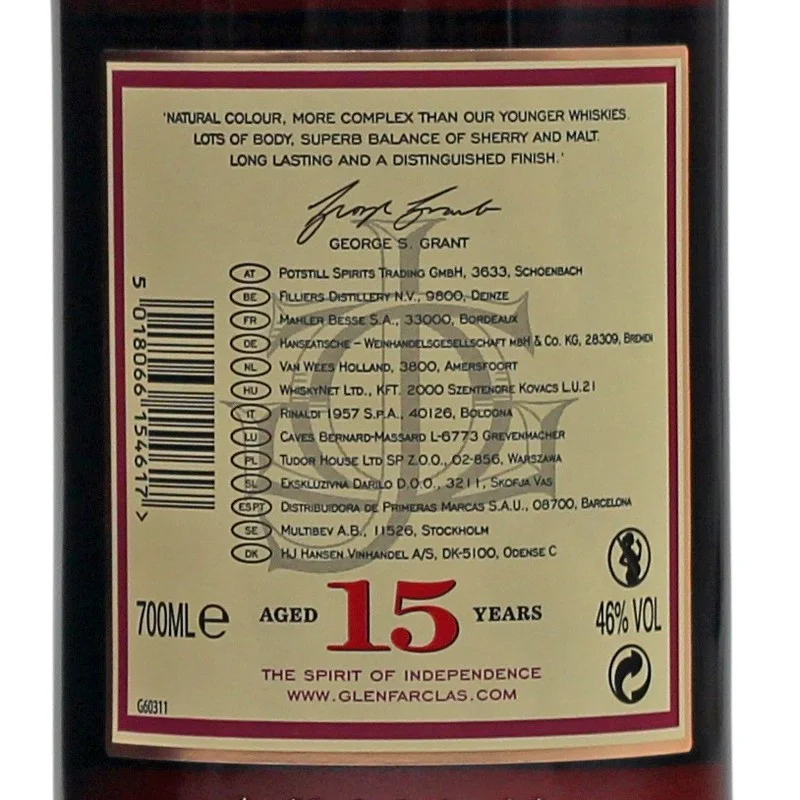 'NATURAL COLOUR, MORE COMPLEX THAN OUR YOUNGER WHISKIES.
LOTS OF BODY, SUPERB BALANCE OF SHERRY AND MALT.
LONG LASTING AND A DISTINGUISHED FINISH.'
George Grant
GEORGE S. GRANT
AT POTSTILL SPIRITS TRADING GMBH, 3633, SCHOENBACH
BE FILLIERS DISTILLERY N.V., 9800, DEINZE
FR MAHLER BESSE S.A., 33000, BORDEAUX
DE HANSEATISCHE - WEINHANDELSGESELLSCHAFT MBH & CO. KG, 28309, BREMEN
NL VAN WEES HOLLAND, 3800, AMERSFOORT
HU WHISKYNET LTD., KFT. 2000 SZENTENDRE KOVACS L.U.21
IT RINALDI 1957 S.P.A., 40126, BOLOGNA
LU CAVES BERNARD-MASSARD L-6773 GREVENMACHER
PL TUDOR HOUSE LTD SP Z.O.O., 02-856, WARSZAWA
SL EKSKLUZIVNA DARILO D.O.O., 3211, SKOFJA VAS
ESPT DISTRIBUIDORA DE PRIMERAS MARCAS S.A.U., 08700, BARCELONA
SE MULTIBEV A.B., 11526, STOCKHOLM
DK HJ HANSEN VINHANDEL A/S, DK-5100, ODENSE C
5 018066 154617 >
700ML e AGED 15 YEARS 46% VOL
THE SPIRIT OF INDEPENDENCE
WWW.GLENFARCLAS.COM
G60311